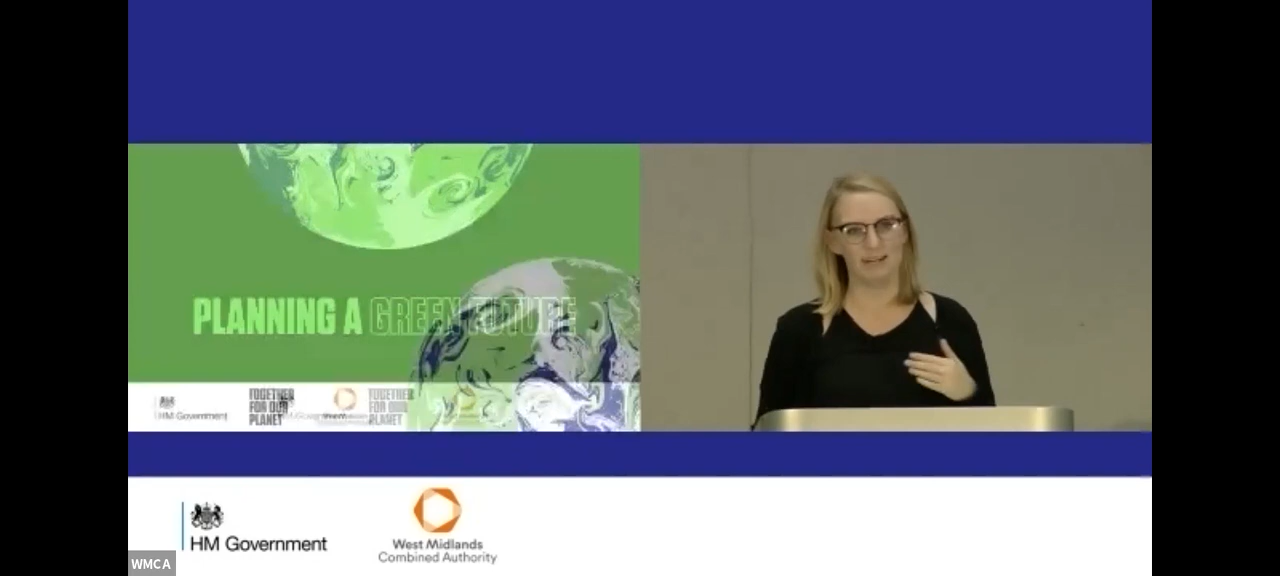 PLANNING A GREEN FUTURE
HM Government
TOGETHER
FOR OUR
PLANET
TOGETHER
FOR OUR
PLANET
HM Government
West Midlands
Combined Authority
WMCA